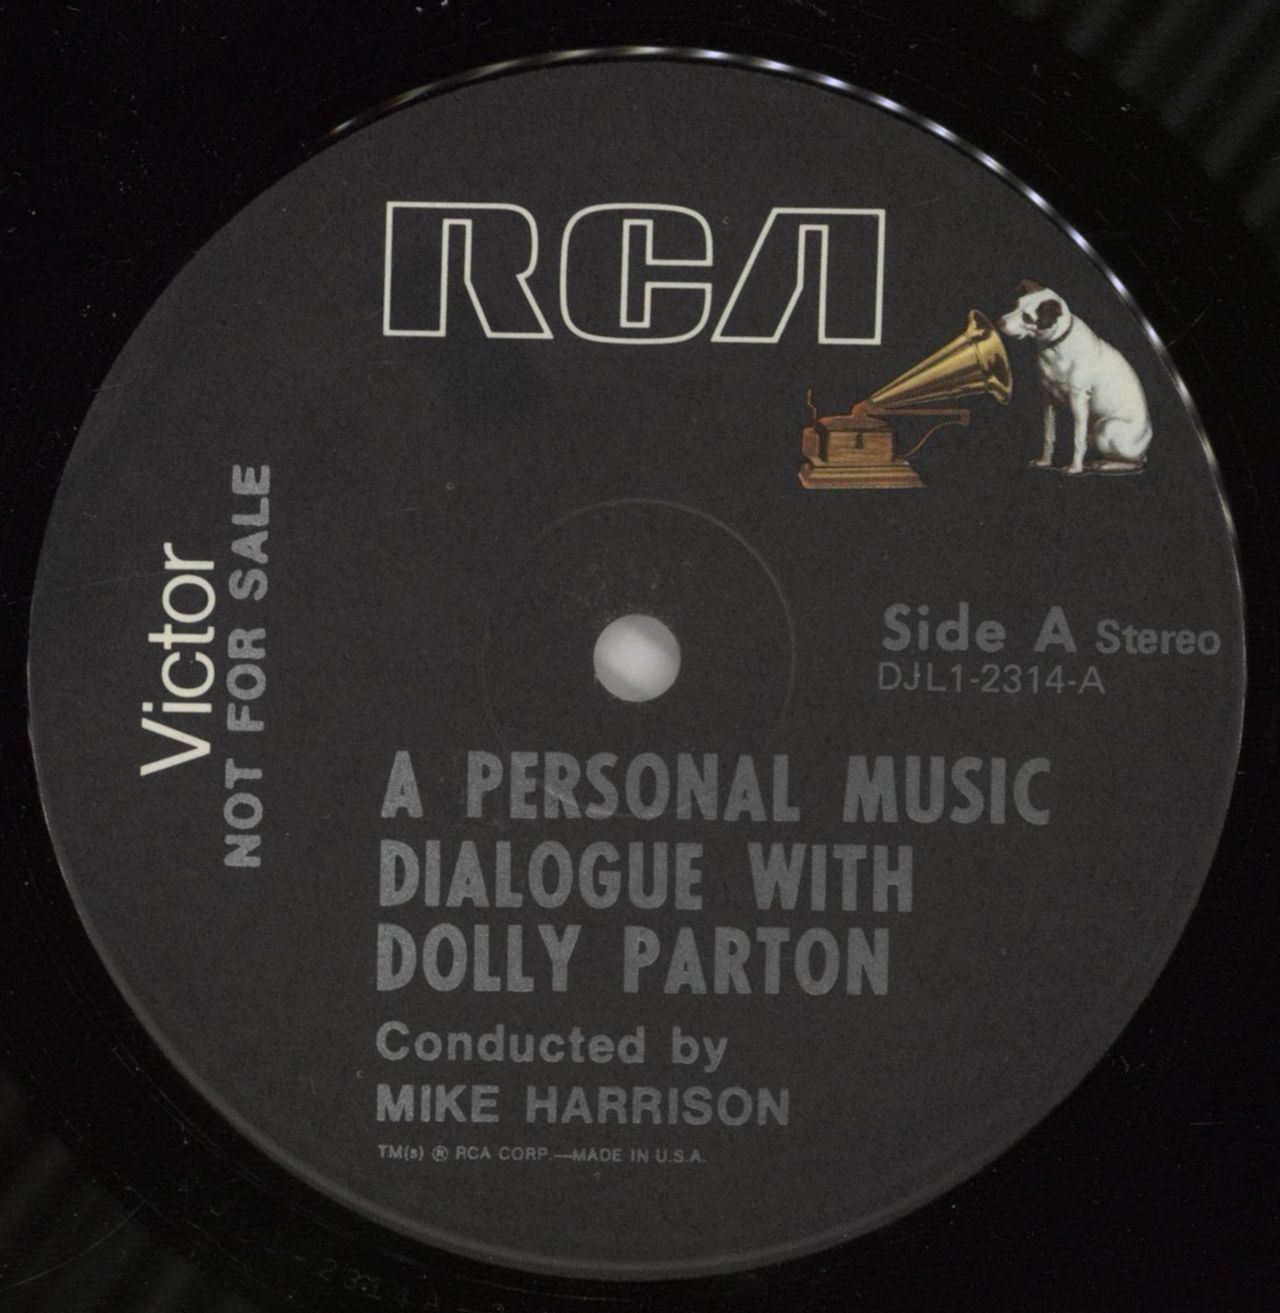 RCA
Victor
NOT FOR SALE
Side A Stereo
DJL1-2314-A
A PERSONAL MUSIC
DIALOGUE WITH
DOLLY PARTON
Conducted by
MIKE HARRISON
TM(s) ® RCA CORP.—MADE IN U.S.A.